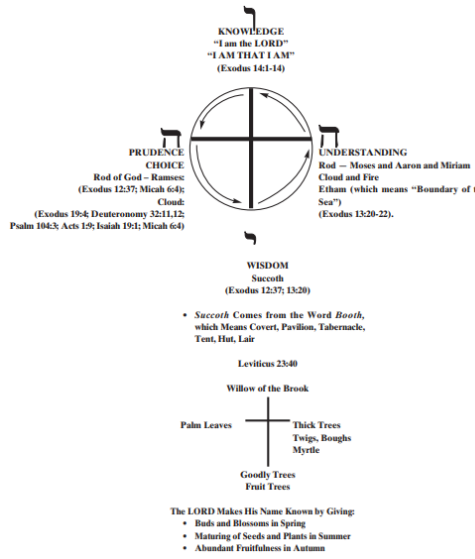 ו
KNOWLEDGE
“I am the LORD”
“I AM THAT I AM”
(Exodus 14:1-14)
ה
PRUDENCE
CHOICE
Rod of God – Ramses:
(Exodus 12:37; Micah 6:4);
Cloud:
(Exodus 19:4; Deuteronomy 32:11,12;
Psalm 104:3; Acts 1:9; Isaiah 19:1; Micah 6:4)
ה
UNDERSTANDING
Rod — Moses and Aaron and Miriam
Cloud and Fire
Etham (which means “Boundary of
Sea”)
(Exodus 13:20-22).
י
WISDOM
Succoth
(Exodus 12:37; 13:20)
• Succoth Comes from the Word Booth,
which Means Covert, Pavilion, Tabernacle,
Tent, Hut, Lair
Leviticus 23:40
Willow of the Brook
Palm Leaves
Thick Trees
Twigs, Boughs
Myrtle
Goodly Trees
Fruit Trees
The LORD Makes His Name Known by Giving:
• Buds and Blossoms in Spring
• Maturing of Seeds and Plants in Summer
• Abundant Fruitfulness in Autumn